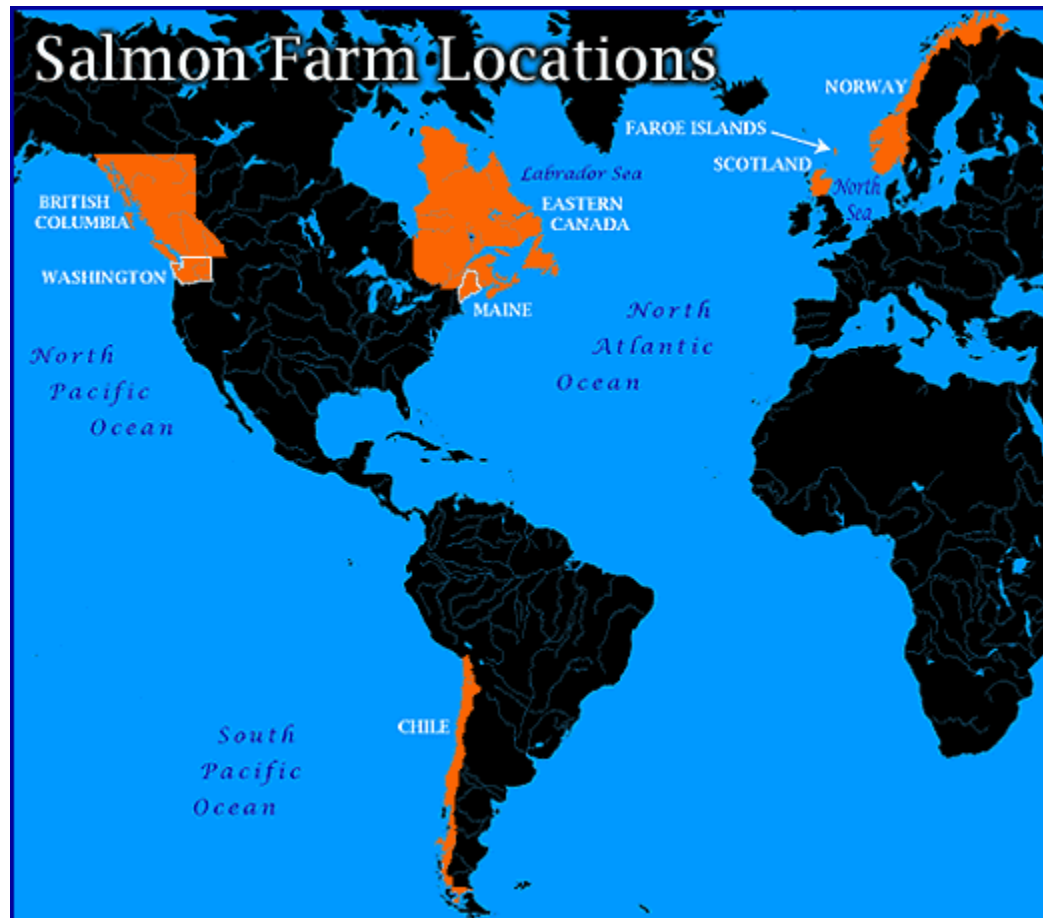 Salmon Farm Locations
NORWAY
FAROE ISLANDS
SCOTLAND
Labrador Sea
North
Sea
BRITISH
COLUMBIA
EASTERN
CANADA
WASHINGTON
MAINE
North
Atlantic
Ocean
North
Pacific
Ocean
CHILE
South
Pacific
Ocean